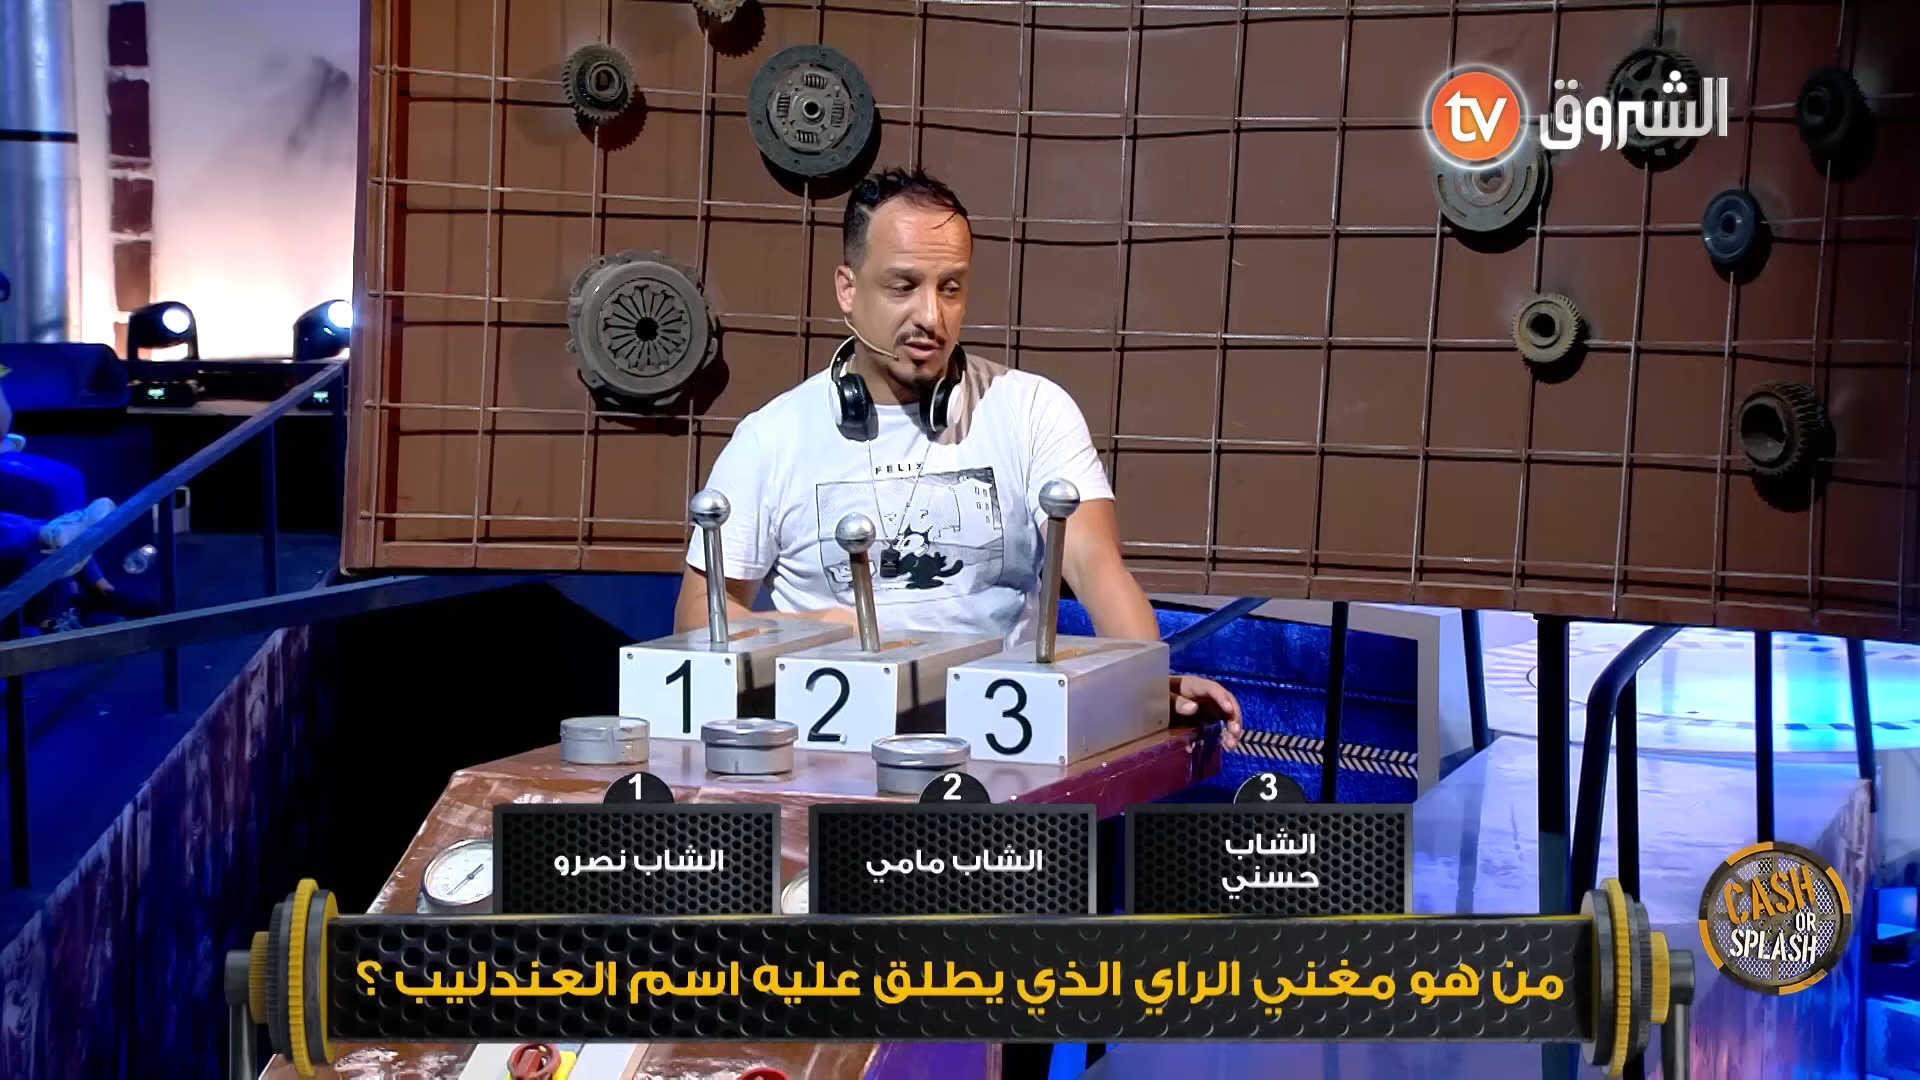 الشروق tv
FELIX
1 2 3
1
الشاب نصرو
2
الشاب مامي
3
الشاب
حسني
من هو مغني الراي الذي يطلق عليه اسم العندليب ؟
CASH
OR
SPLASH